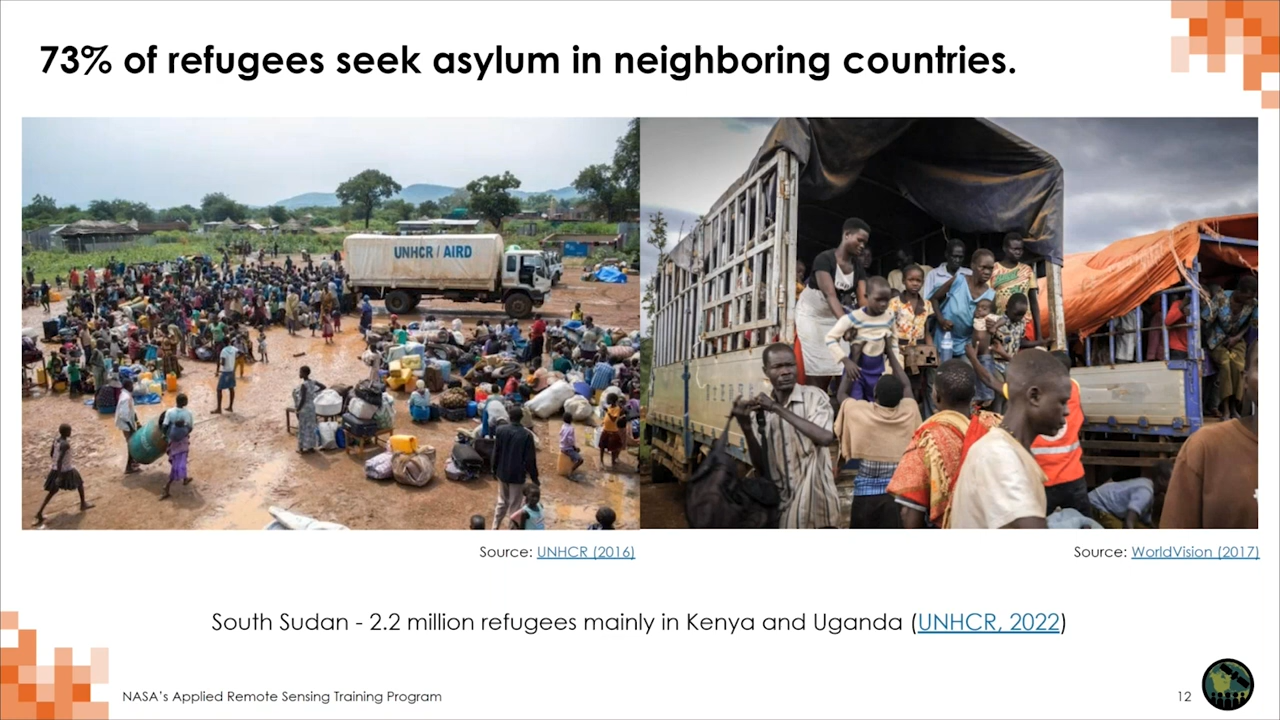 73% of refugees seek asylum in neighboring countries.
UNHCR / AIRD
Source: UNHCR (2016)
Source: WorldVision (2017)
South Sudan - 2.2 million refugees mainly in Kenya and Uganda (UNHCR, 2022)
NASA's Applied Remote Sensing Training Program
12